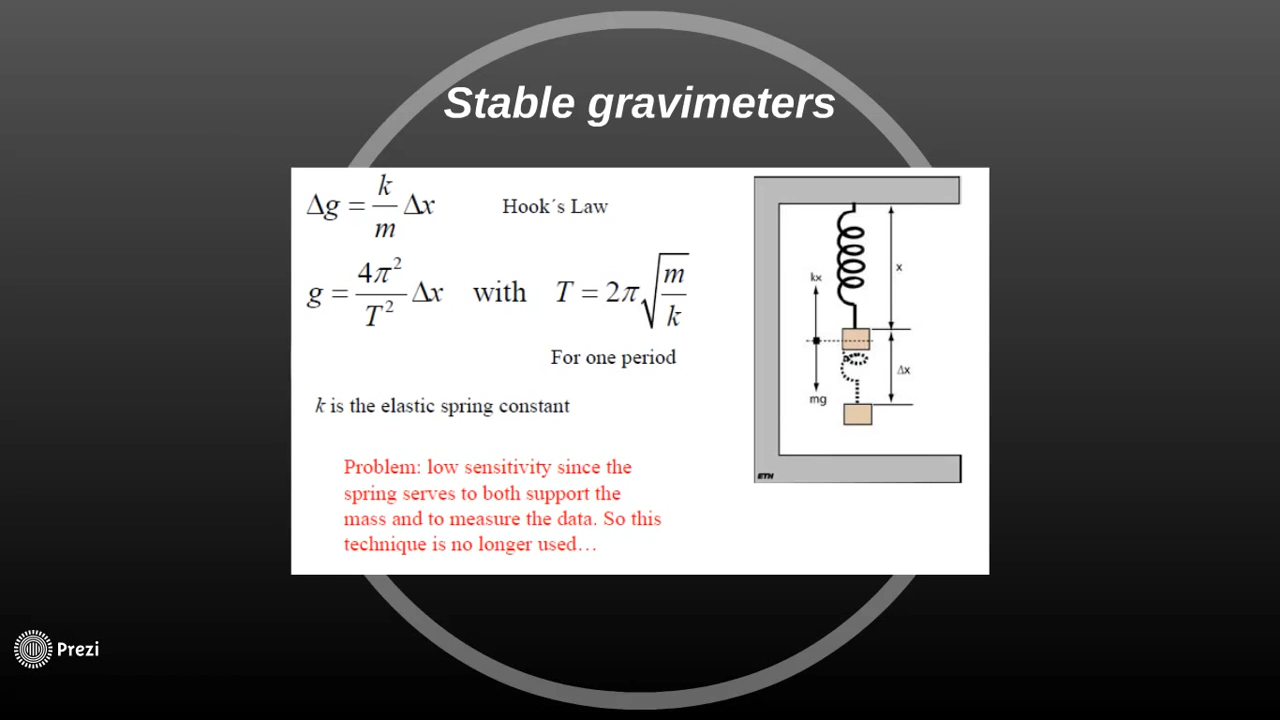 Stable gravimeters
Δg = k/m Δx
Hook´s Law
g = 4π²/T² Δx with T = 2π√(m/k)
For one period
k is the elastic spring constant
Problem: low sensitivity since the
spring serves to both support the
mass and to measure the data. So this
technique is no longer used…
x
kx
Δx
mg
ETH
Prezi